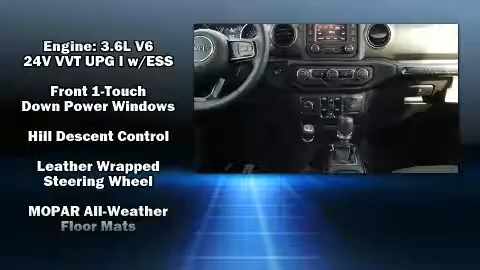 Engine: 3.6L V6
24V VVT UPG I w/ESS
Front 1-Touch
Down Power Windows
Hill Descent Control
Leather Wrapped
Steering Wheel
MOPAR All-Weather
Floor Mats